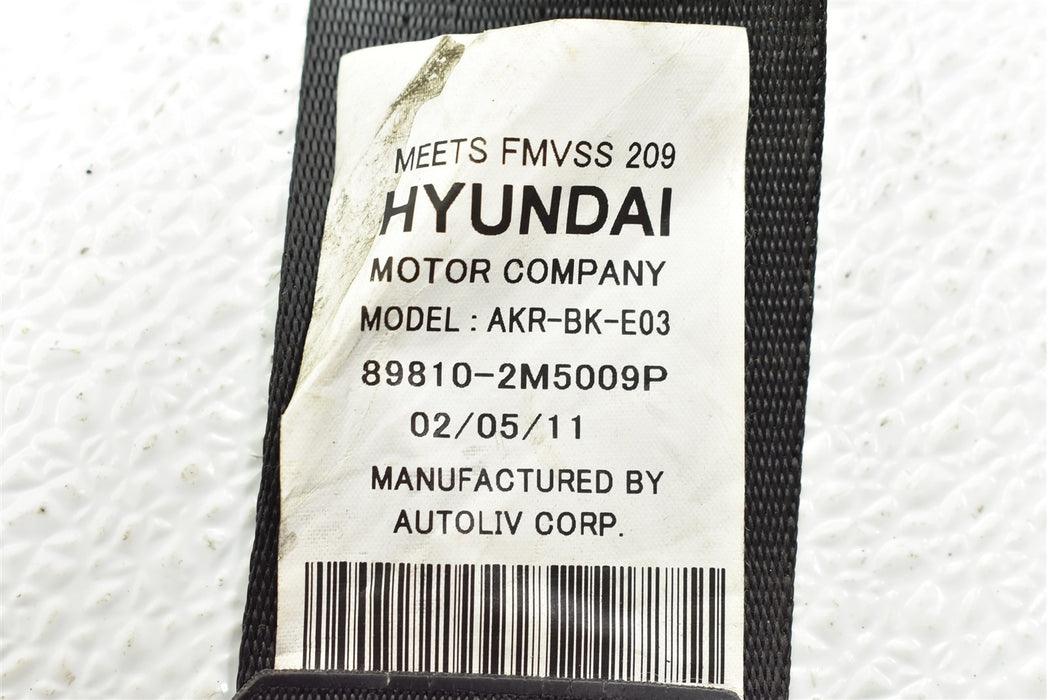 MEETS FMVSS 209
HYUNDAI
MOTOR COMPANY
MODEL : AKR-BK-E03
89810-2M5009P
02/05/11
MANUFACTURED BY
AUTOLIV CORP.